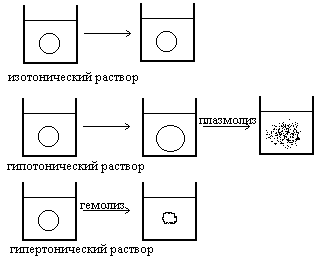 изотонический раствор
плазмолиз
гипотонический раствор
гемолиз
гипертонический раствор